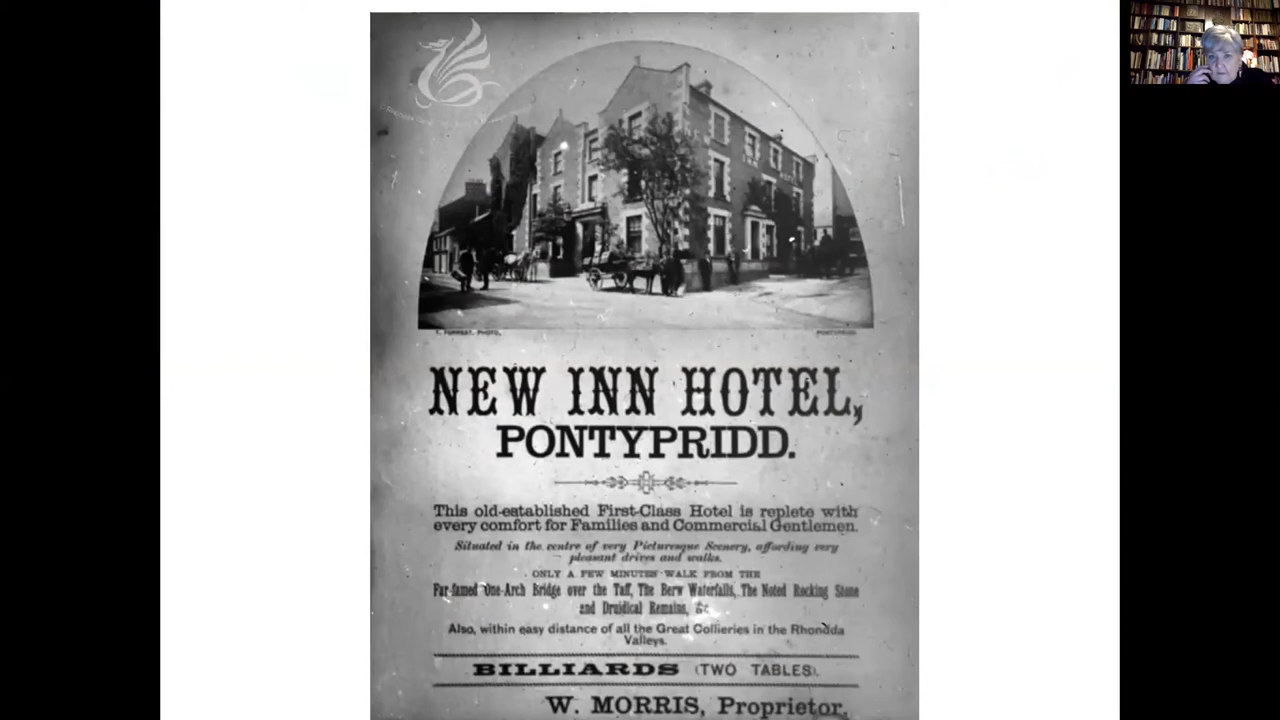 T. FORREST, PHOTO,
PONTYPRIDD
NEW INN HOTEL,
PONTYPRIDD.
This old-established First-Class Hotel is replete with
every comfort for Families and Commercial Gentlemen.
Situated in the centre of very Picturesque Scenery, affording very
pleasant drives and walks.
ONLY A FEW MINUTES' WALK FROM THE
Far-famed One-Arch Bridge over the Taff, The Berw Waterfalls, The Noted Rocking Stone
and Druidical Remains, &c
Also, within easy distance of all the Great Collieries in the Rhondda
Valleys.
BILLIARDS (TWO TABLES).
W. MORRIS, Proprietor.